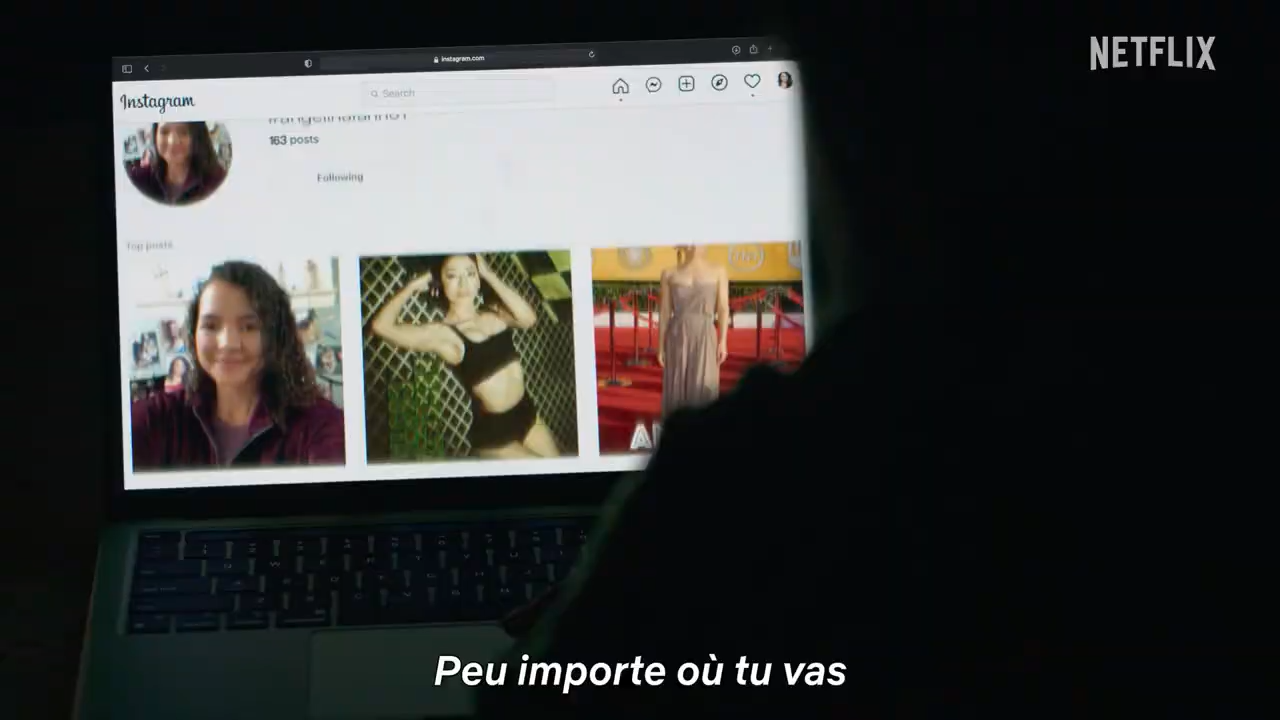 NETFLIX
instagram.com
Instagram
Search
163 posts
Following
Top posts
Peu importe où tu vas